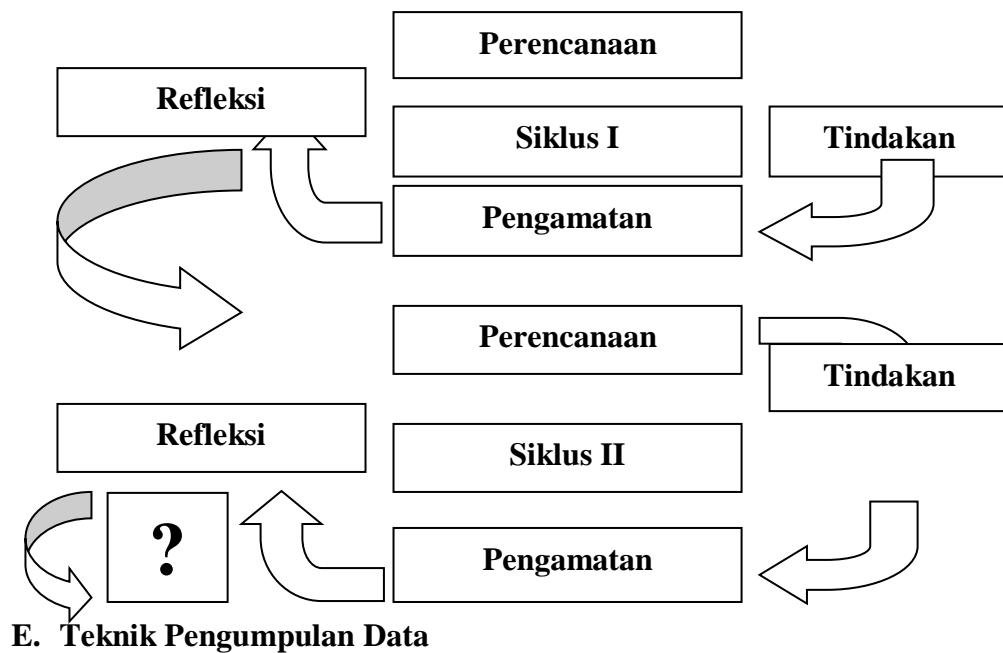 Perencanaan
Refleksi
Siklus I
Tindakan
Pengamatan
Perencanaan
Tindakan
Refleksi
Siklus II
?
Pengamatan
E. Teknik Pengumpulan Data